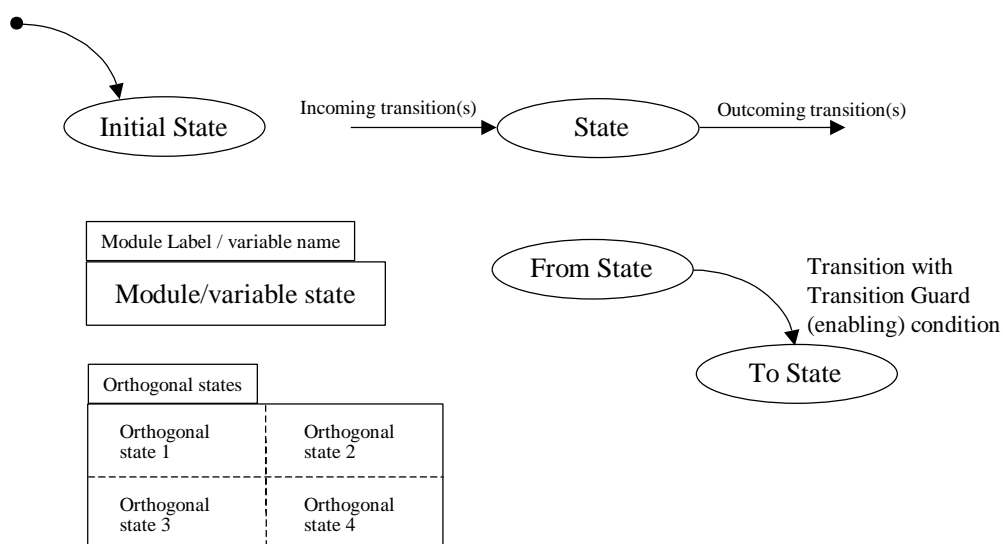 Initial State
Incoming transition(s)
State
Outcoming transition(s)
Module Label / variable name
Module/variable state
From State
Transition with
Transition Guard
(enabling) condition
To State
Orthogonal states
Orthogonal
state 1
Orthogonal
state 2
Orthogonal
state 3
Orthogonal
state 4